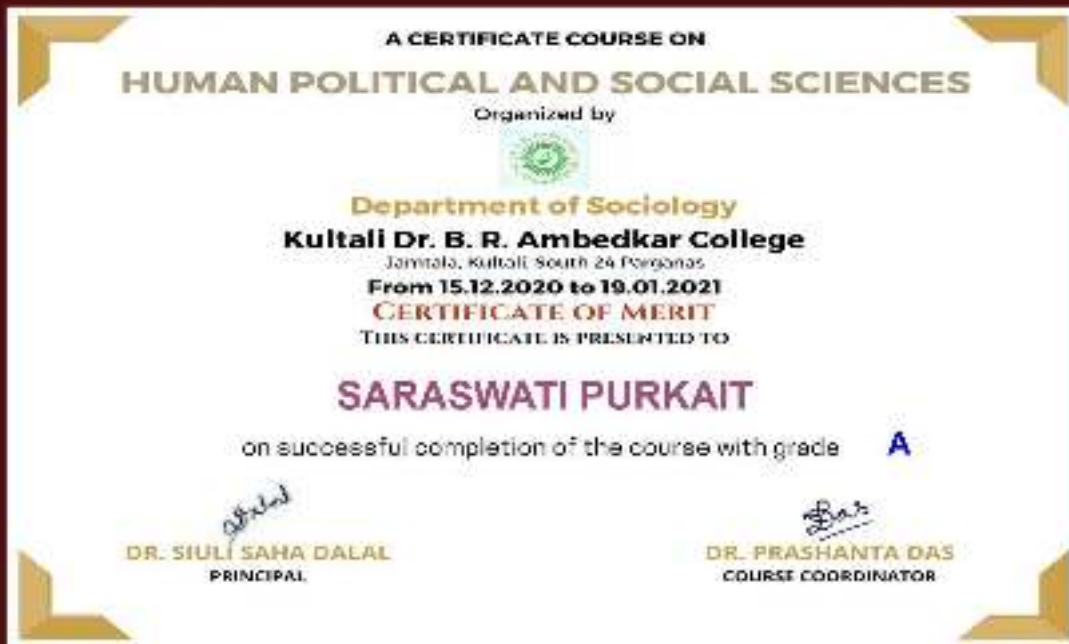 A CERTIFICATE COURSE ON
HUMAN POLITICAL AND SOCIAL SCIENCES
Organized by
Department of Sociology
Kultali Dr. B. R. Ambedkar College
Jamtala, Kultali, South 24 Parganas
From 15.12.2020 to 19.01.2021
CERTIFICATE OF MERIT
THIS CERTIFICATE IS PRESENTED TO
SARASWATI PURKAIT
on successful completion of the course with grade A
Das
DR. SIULI SAHA DALAL
DR. PRASHANTA DAS
PRINCIPAL
COURSE COORDINATOR